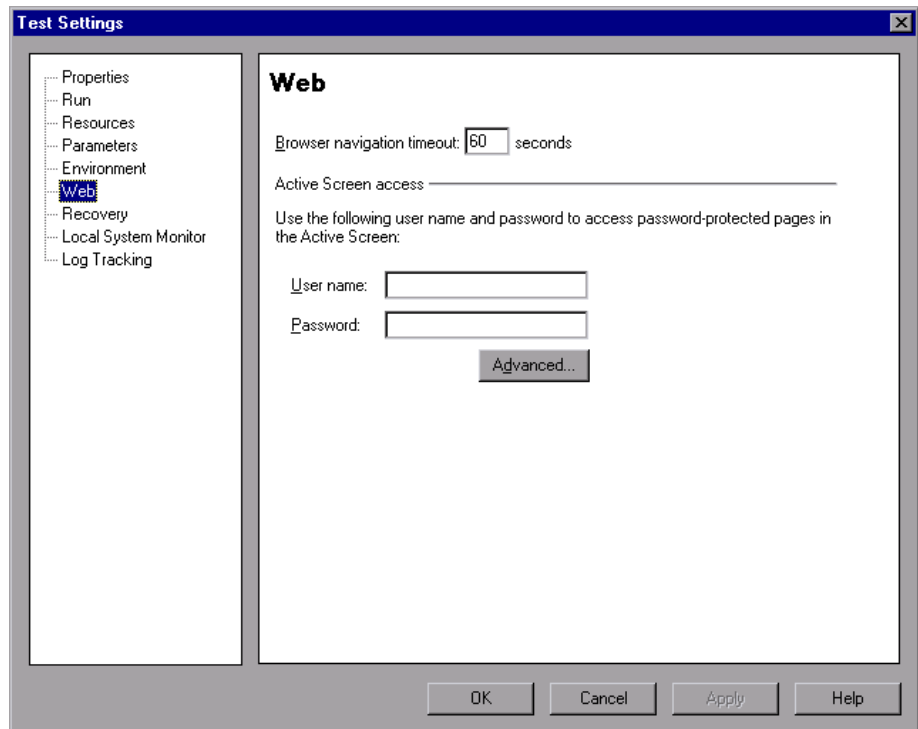 Test Settings
Properties
Run
Resources
Parameters
Environment
Web
Recovery
Local System Monitor
Log Tracking
Web
Browser navigation timeout: 60 seconds
Active Screen access
Use the following user name and password to access password-protected pages in
the Active Screen:
User name:
Password:
Advanced...
OK Cancel Apply Help